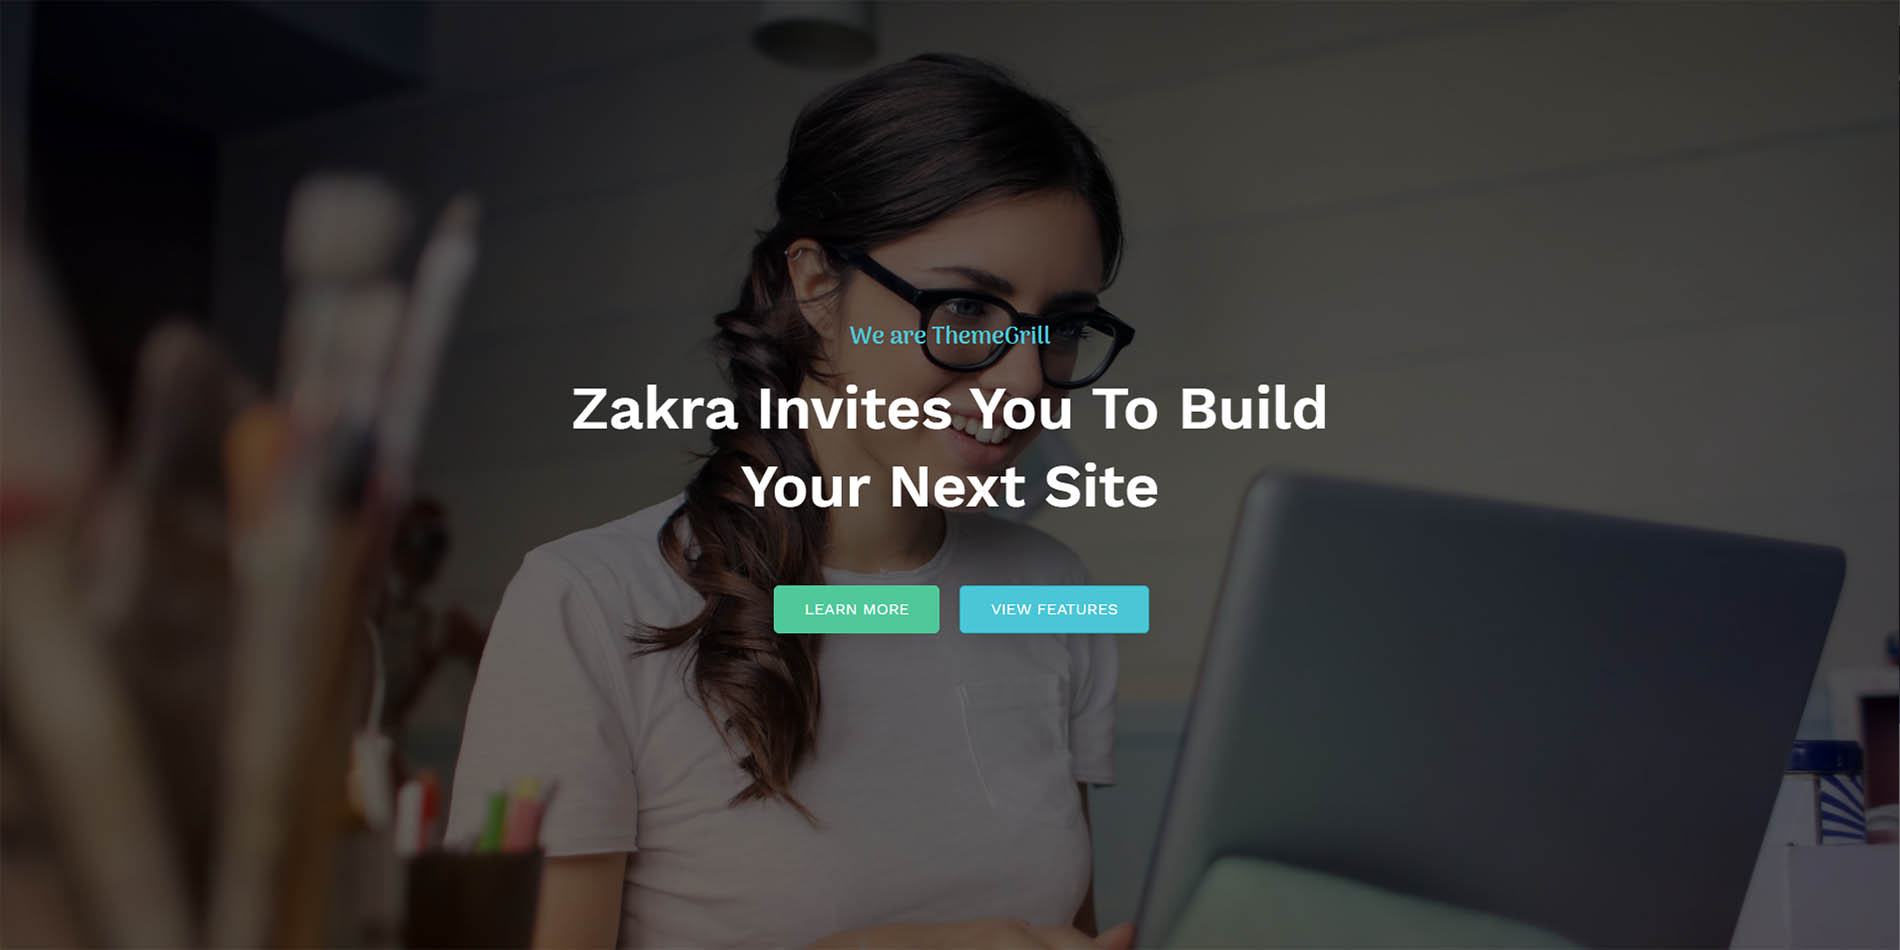 We are ThemeGrill
Zakra Invites You To Build
Your Next Site
LEARN MORE
VIEW FEATURES